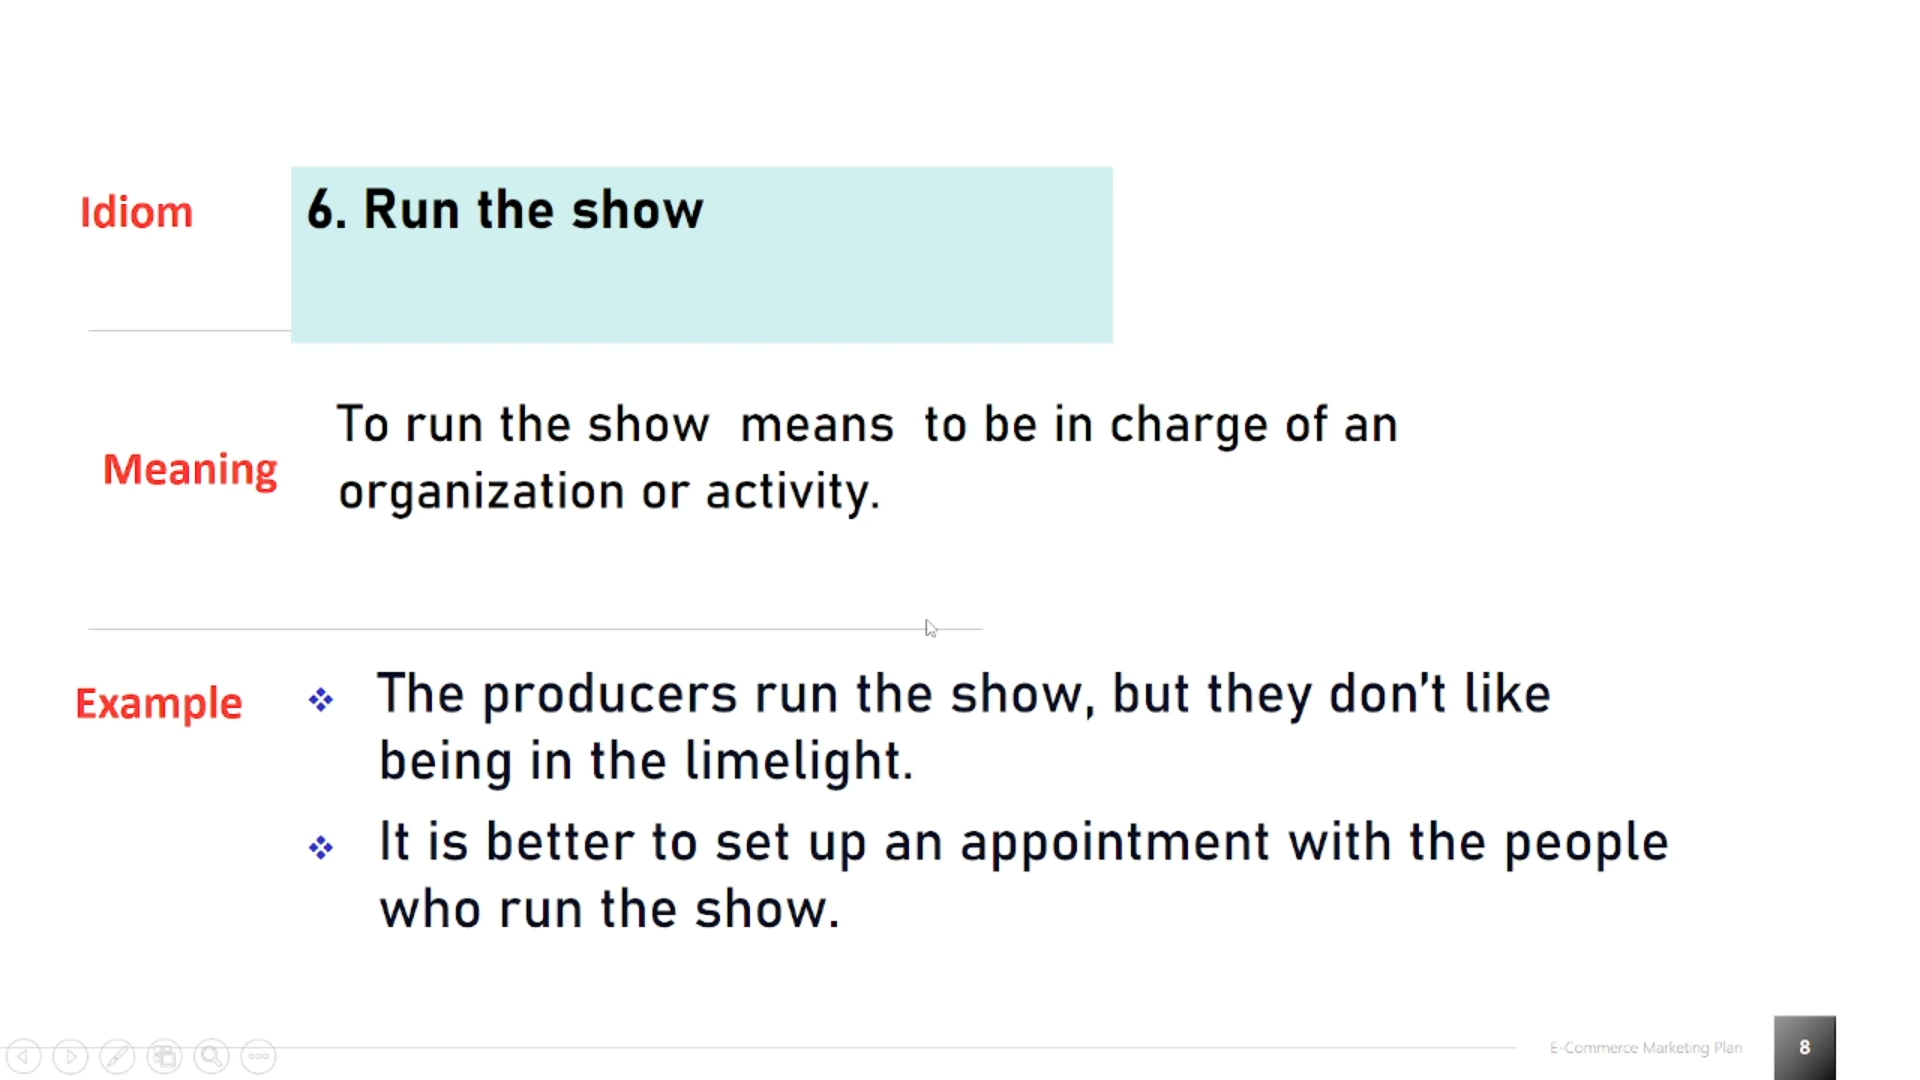 Idiom
6. Run the show
Meaning
To run the show  means  to be in charge of an
organization or activity.
Example
❖ The producers run the show, but they don't like
being in the limelight.
❖ It is better to set up an appointment with the people
who run the show.
E-Commerce Marketing Plan
8